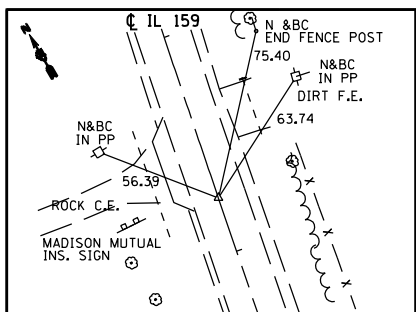 ℄ IL 159
N &BC
END FENCE POST
75.40
N&BC
IN PP
DIRT F.E.
63.74
N&BC
IN PP
56.39
ROCK C.E.
MADISON MUTUAL
INS. SIGN
X
X
X